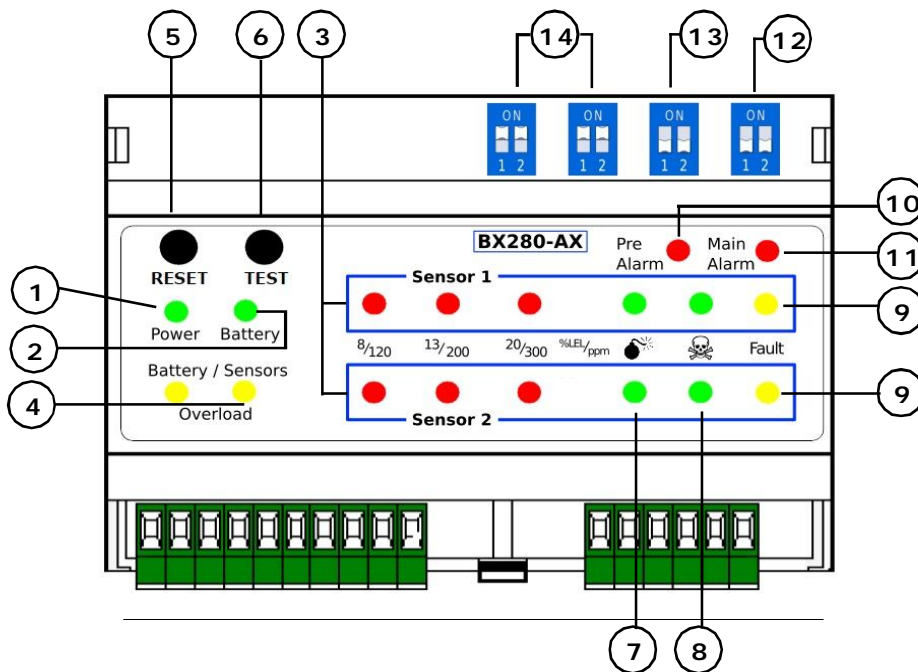 5 6 3 14 13 12
ON ON ON ON
1 2 1 2 1 2 1 2
10
BX280-AX
Pre Alarm
Main Alarm
11
RESET TEST
Sensor 1
1
Power Battery
9
2
8/120 13/200 20/300 %LEL/ppm Fault
Battery / Sensors
4
Overload
9
Sensor 2
7 8